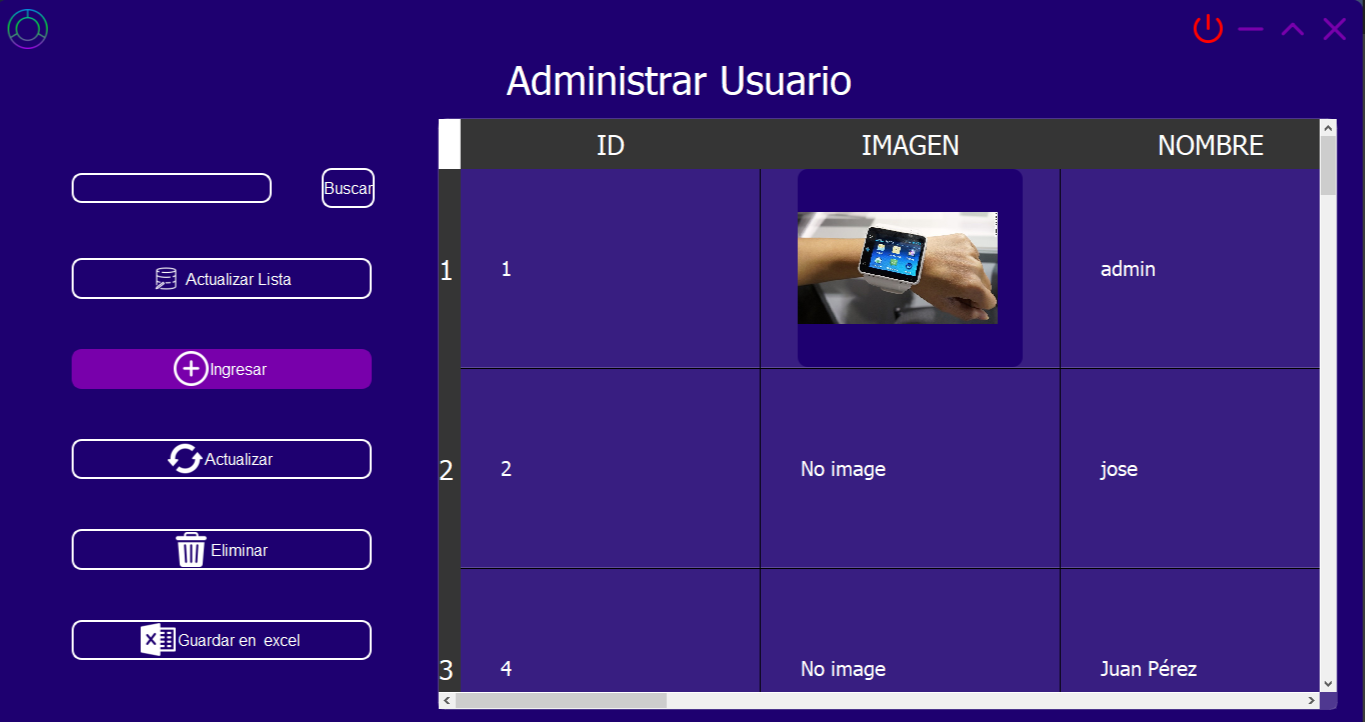 Administrar Usuario
Buscar
Actualizar Lista
Ingresar
Actualizar
Eliminar
Guardar en excel
ID IMAGEN NOMBRE
1 1 admin
2 2 No image jose
3 4 No image Juan Pérez